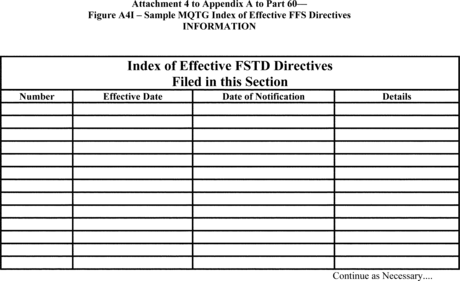 Attachment 4 to Appendix A to Part 60—
Figure A4I – Sample MQTG Index of Effective FFS Directives
INFORMATION
Index of Effective FSTD Directives
Filed in this Section
Number Effective Date Date of Notification Details
Continue as Necessary....